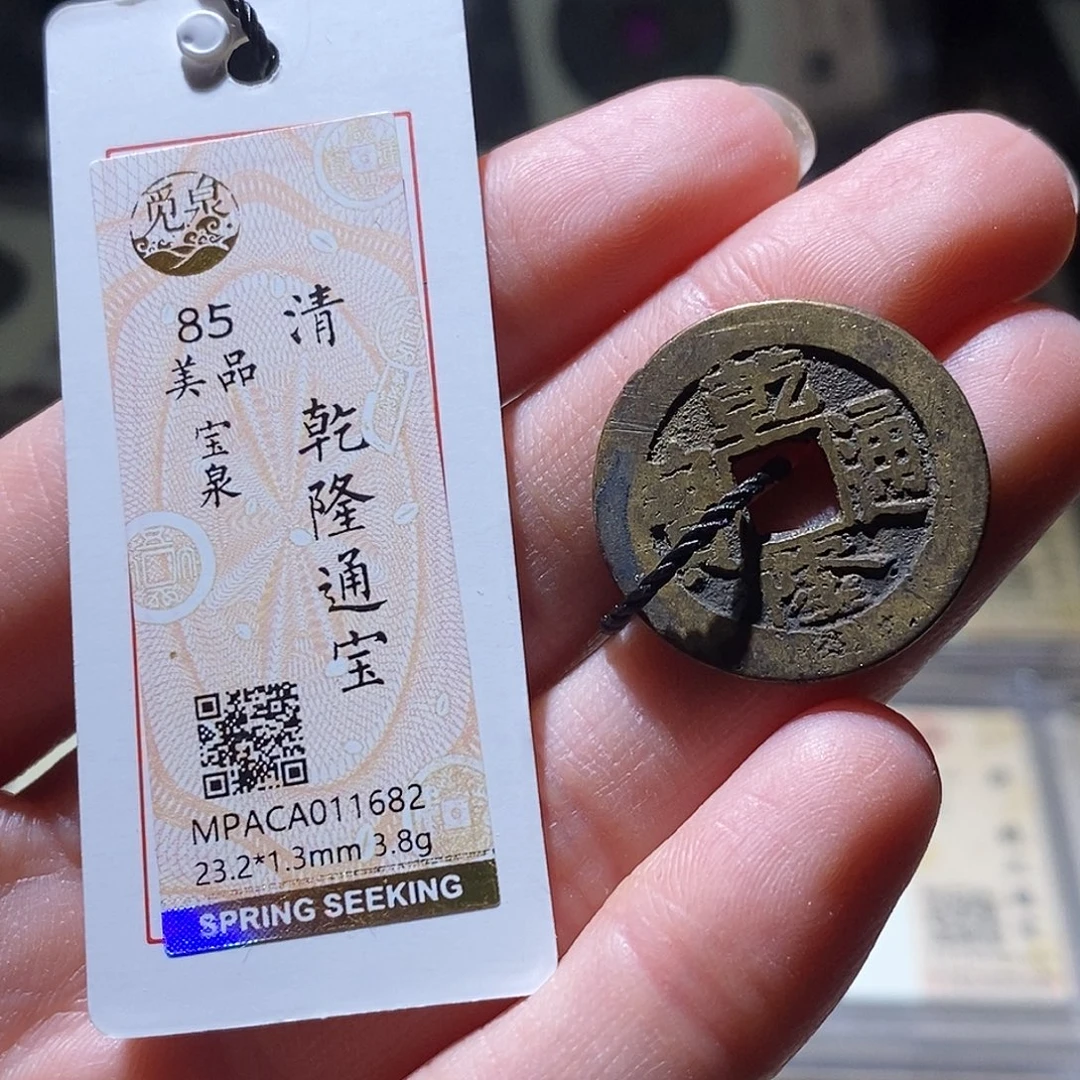 觅泉
85
美品
宝泉
清
乾隆通宝
MPACA011682
23.2*1.3mm 3.8g
SPRING SEEKING
乾隆通寳